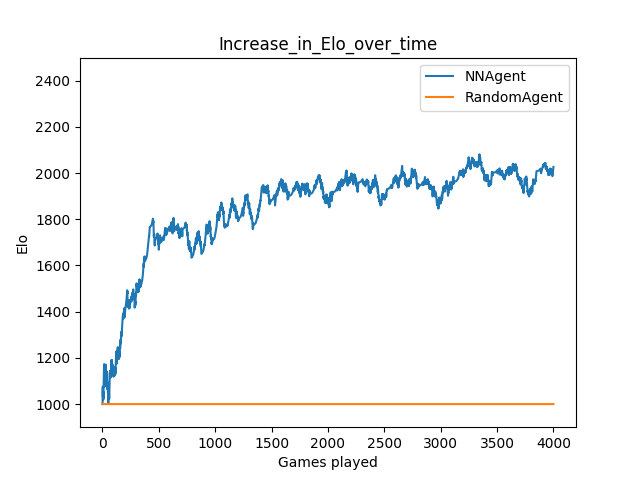 Increase_in_Elo_over_time
NNAgent
RandomAgent
2400
2200
2000
1800
1600
1400
1200
1000
Elo
0 500 1000 1500 2000 2500 3000 3500 4000
Games played